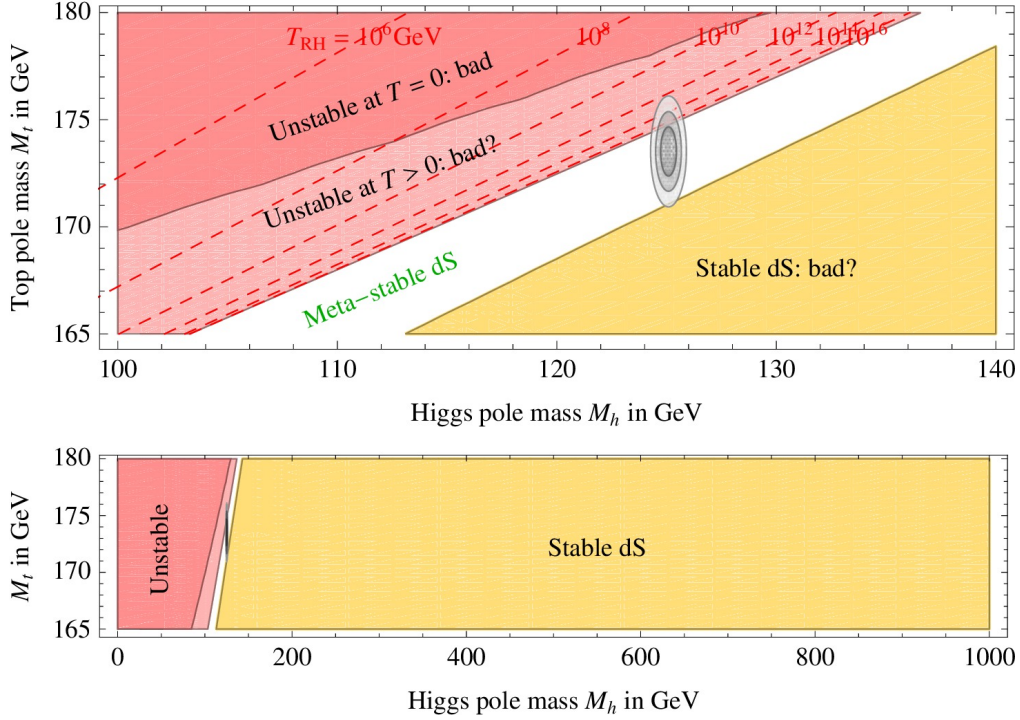 180
175
170
165
100
110
120
130
140
Top pole mass M_t in GeV
Higgs pole mass M_h in GeV
T_RH = 10^6 GeV
10^8
10^10
10^12
10^14
10^16
Unstable at T = 0: bad
Unstable at T > 0: bad?
Meta-stable dS
Stable dS: bad?
180
175
170
165
0
200
400
600
800
1000
M_t in GeV
Unstable
Stable dS
Higgs pole mass M_h in GeV